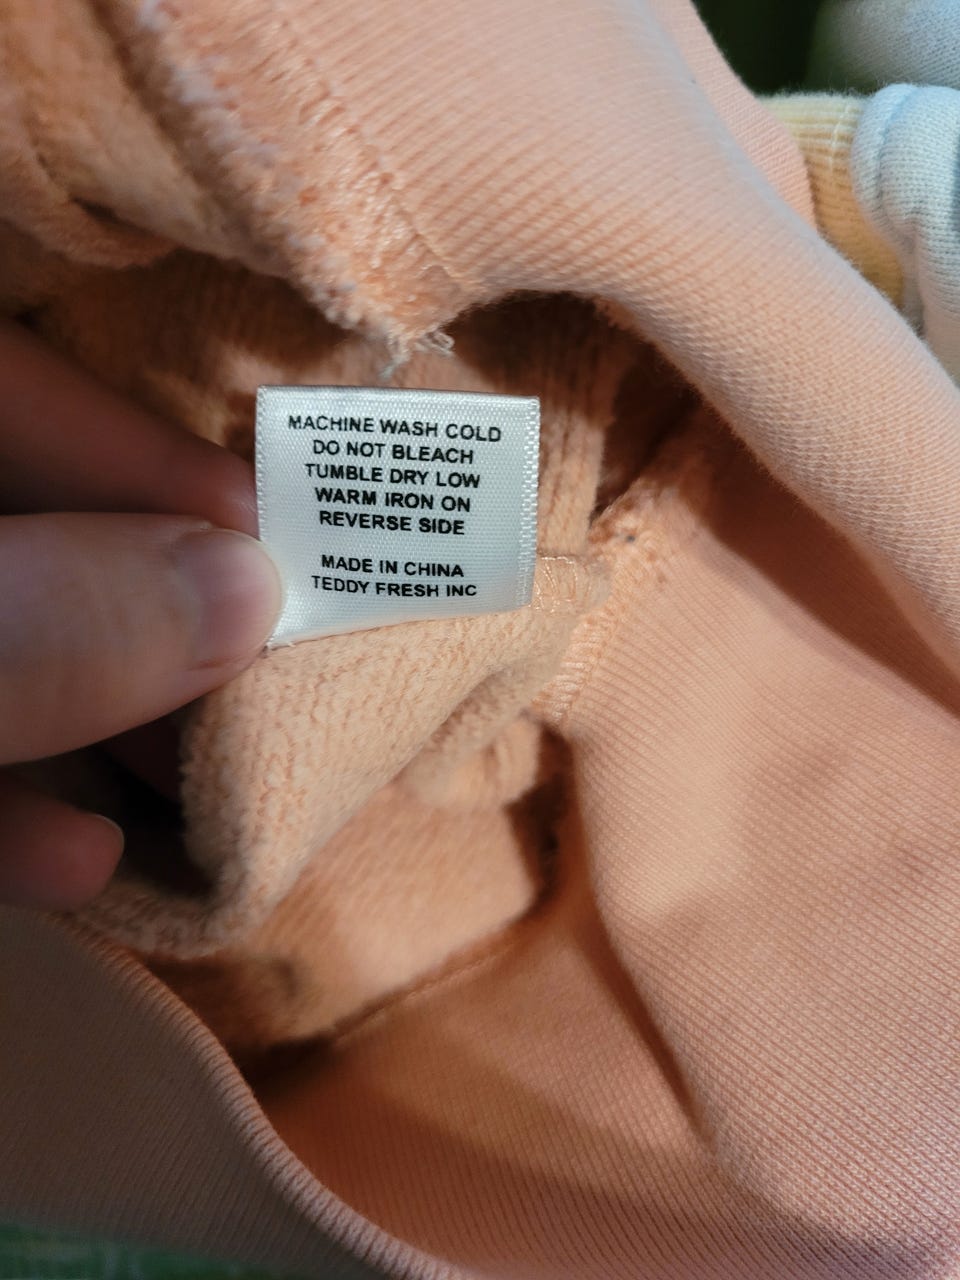 MACHINE WASH COLD
DO NOT BLEACH
TUMBLE DRY LOW
WARM IRON ON
REVERSE SIDE
MADE IN CHINA
TEDDY FRESH INC